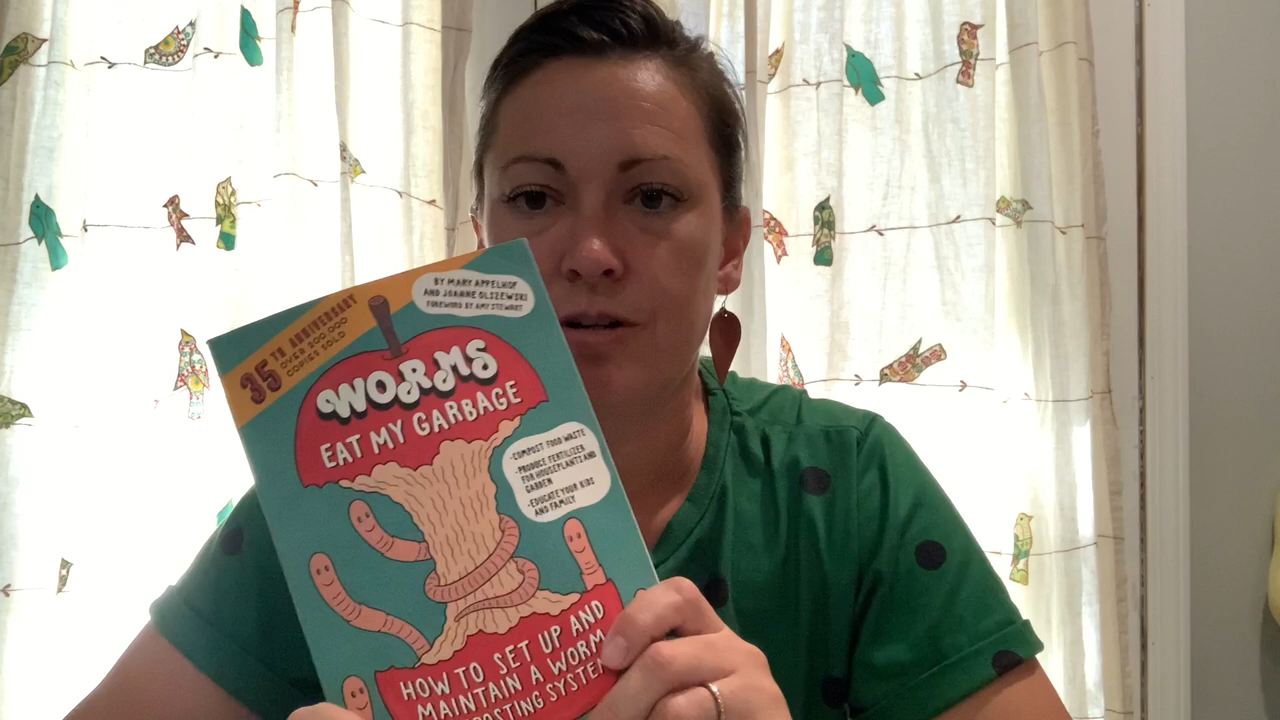 35TH ANNIVERSARY
OVER 200,000
COPIES SOLD
BY MARY APPELHOF
AND JOANNE OLSZEWSKI
FOREWORD BY AMY STEWART
WORMS
EAT MY GARBAGE
-COMPOST FOOD WASTE
-PRODUCE FERTILIZER
FOR HOUSEPLANTS AND
GARDEN
-EDUCATE YOUR KIDS
AND FAMILY
HOW TO SET UP AND
MAINTAIN A WORM
SYSTEM